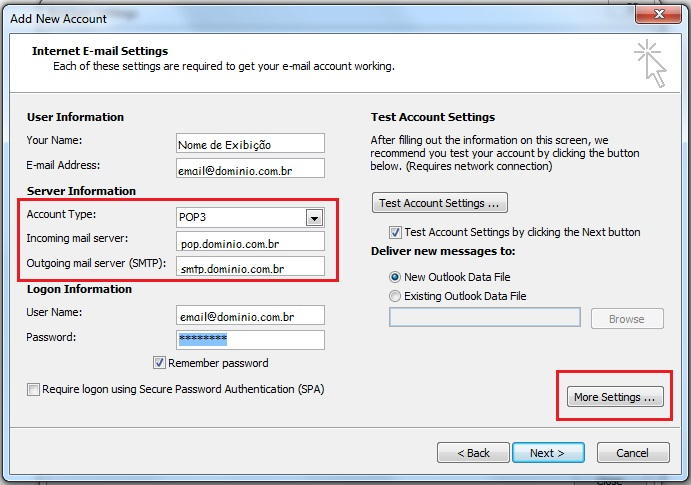 Add New Account
Internet E-mail Settings
Each of these settings are required to get your e-mail account working.
User Information
Your Name: Nome de Exibição
E-mail Address: email@dominio.com.br
Server Information
Account Type: POP3
Incoming mail server: pop.dominio.com.br
Outgoing mail server (SMTP): smtp.dominio.com.br
Logon Information
User Name: email@dominio.com.br
Password: ********
Remember password
Require logon using Secure Password Authentication (SPA)
Test Account Settings
After filling out the information on this screen, we
recommend you test your account by clicking the button
below. (Requires network connection)
Test Account Settings ...
Test Account Settings by clicking the Next button
Deliver new messages to:
New Outlook Data File
Existing Outlook Data File
Browse
More Settings ...
< Back
Next >
Cancel